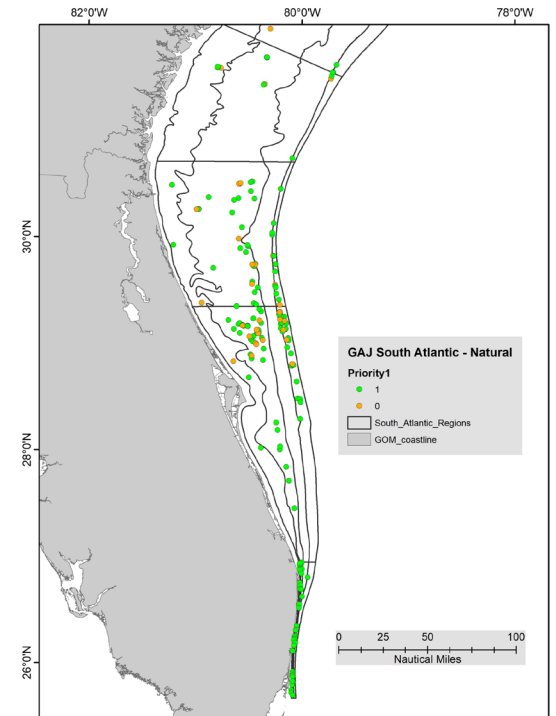 82°0'W 80°0'W 78°0'W
30°0'N
28°0'N
26°0'N
GAJ South Atlantic - Natural
Priority1
1
0
South_Atlantic_Regions
GOM_coastline
0 25 50 100
Nautical Miles